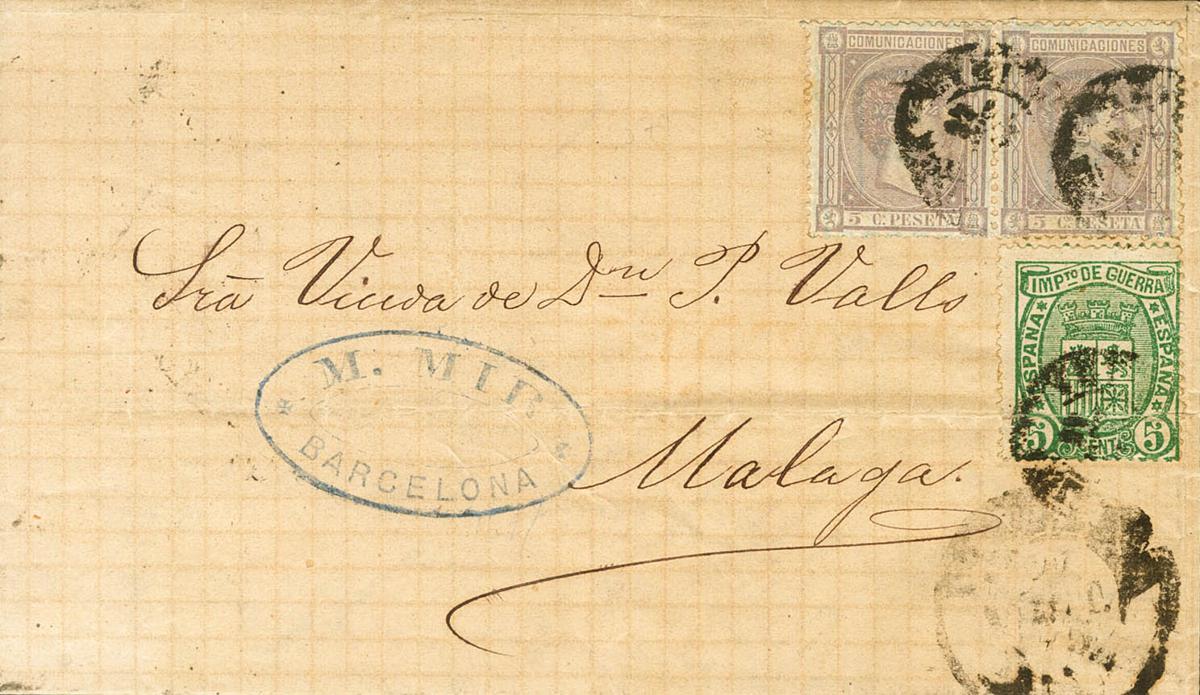 COMUNICACIONES
5 C. PESETA
COMUNICACIONES
5 C. PESETA
IMPTO DE GUERRA
ESPAÑA
ESPAÑA
5
5
Sra Viuda de Dn P. Valls
M. MIR
BARCELONA
Malaga.